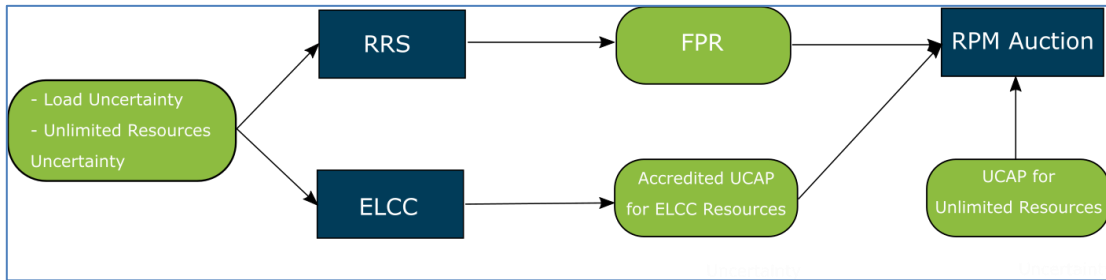 RRS
FPR
RPM Auction
- Load Uncertainty
- Unlimited Resources
Uncertainty
ELCC
Accredited UCAP
for ELCC Resources
UCAP for
Unlimited Resources
Uncertainty